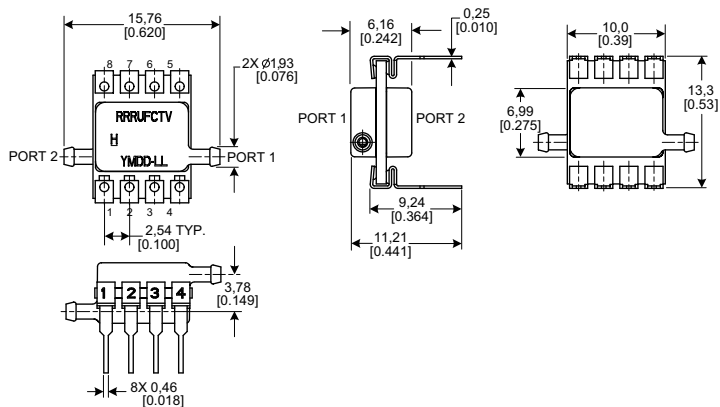 15,76
[0.620]
8 7 6 5
2X Ø1,93
[0.076]
RRRUFCTV
H
YMDD-LL
PORT 2
PORT 1
1 2 3 4
2,54 TYP.
[0.100]
6,16
[0.242]
0,25
[0.010]
PORT 1
PORT 2
9,24
[0.364]
11,21
[0.441]
10,0
[0.39]
6,99
[0.275]
13,3
[0.53]
1 2 3 4
3,78
[0.149]
8X 0,46
[0.018]